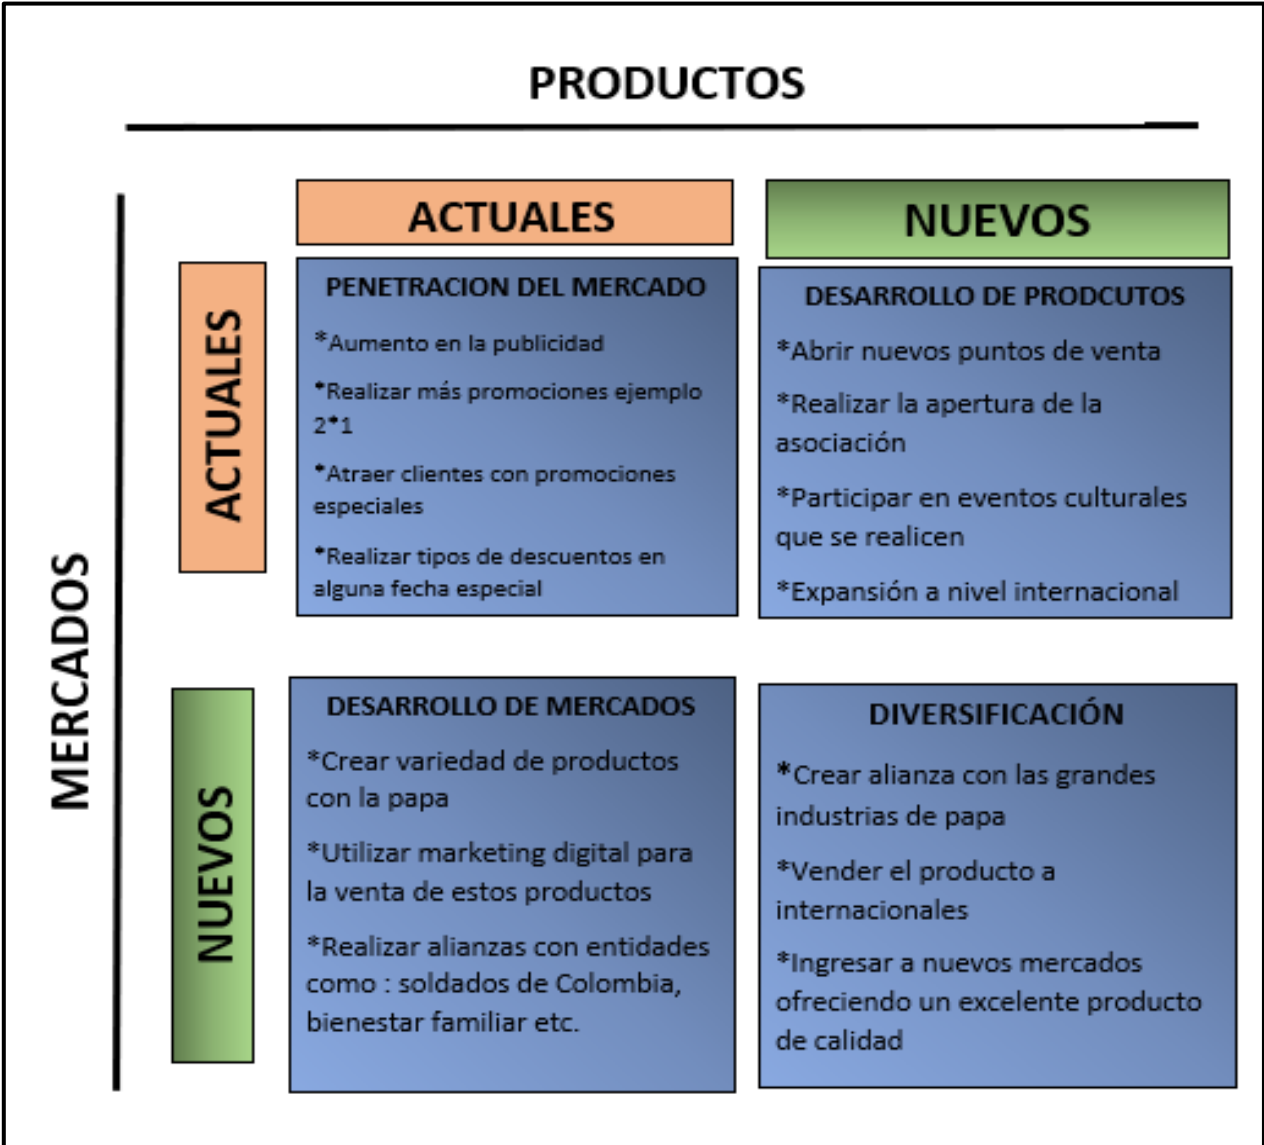 PRODUCTOS
ACTUALES
NUEVOS
MERCADOS
ACTUALES
PENETRACION DEL MERCADO
*Aumento en la publicidad
*Realizar más promociones ejemplo
2*1
*Atraer clientes con promociones
especiales
*Realizar tipos de descuentos en
alguna fecha especial
DESARROLLO DE PRODCUTOS
*Abrir nuevos puntos de venta
*Realizar la apertura de la
asociación
*Participar en eventos culturales
que se realicen
*Expansión a nivel internacional
NUEVOS
DESARROLLO DE MERCADOS
*Crear variedad de productos
con la papa
*Utilizar marketing digital para
la venta de estos productos
*Realizar alianzas con entidades
como : soldados de Colombia,
bienestar familiar etc.
DIVERSIFICACIÓN
*Crear alianza con las grandes
industrias de papa
*Vender el producto a
internacionales
*Ingresar a nuevos mercados
ofreciendo un excelente producto
de calidad